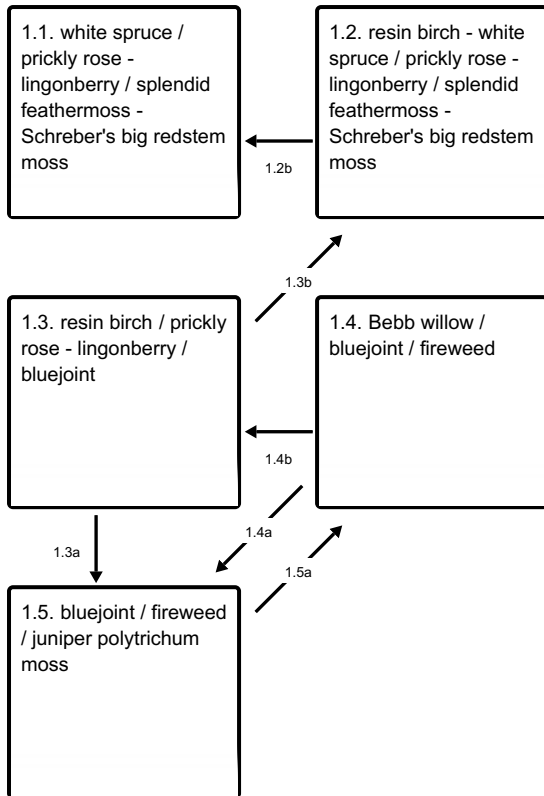 1.1. white spruce /
prickly rose -
lingonberry / splendid
feathermoss -
Schreber's big redstem
moss
1.2. resin birch - white
spruce / prickly rose -
lingonberry / splendid
feathermoss -
Schreber's big redstem
moss
1.2b
1.3b
1.3. resin birch / prickly
rose - lingonberry /
bluejoint
1.4. Bebb willow /
bluejoint / fireweed
1.4b
1.4a
1.3a
1.5a
1.5. bluejoint / fireweed
/ juniper polytrichum
moss